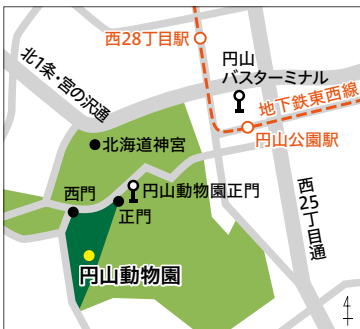 西28丁目駅
北1条・宮の沢通
円山
バスターミナル
地下鉄東西線
円山公園駅
北海道神宮
西25丁目通
円山動物園正門
西門
正門
円山動物園